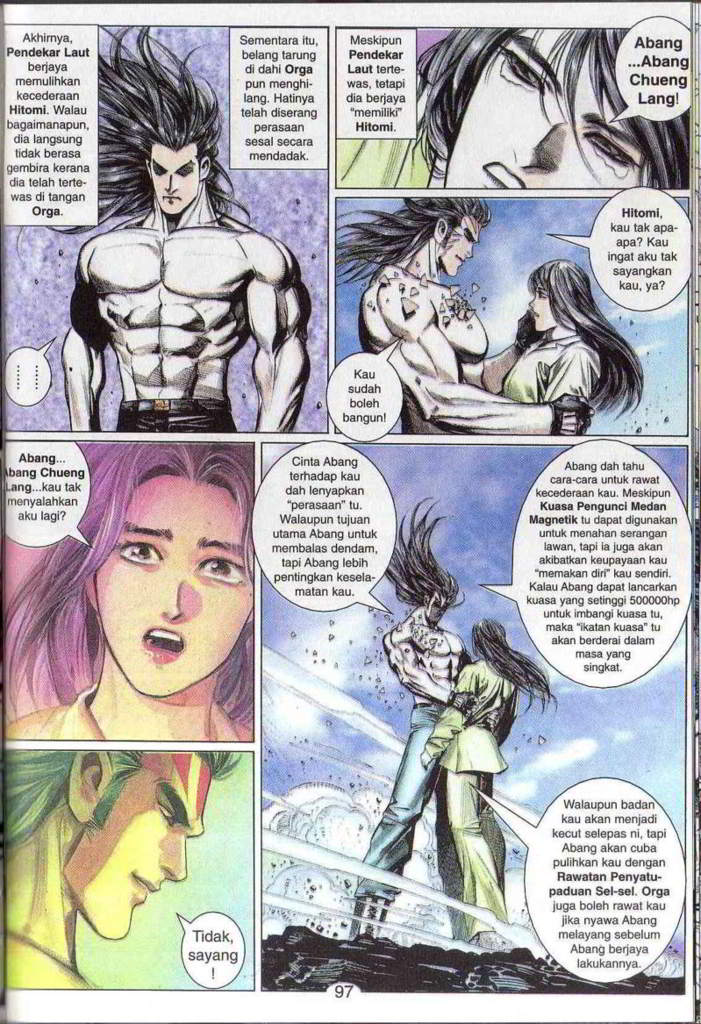 Akhirnya,
Pendekar Laut
berjaya
memulihkan
kecederaan
Hitomi. Walau
bagaimanapun,
dia langsung
tidak berasa
gembira kerana
dia telah terte-
was di tangan
Orga.
Sementara itu,
belang tarung
di dahi Orga
pun menghi-
lang. Hatinya
telah diserang
perasaan
sesal secara
mendadak.
Meskipun
Pendekar
Laut terte-
was, tetapi
dia berjaya
"memiliki"
Hitomi.
Abang
...Abang
Chueng
Lang!
Hitomi,
kau tak apa-
apa? Kau
ingat aku tak
sayangkan
kau, ya?
Kau
sudah
boleh
bangun!
Abang...
Abang Chueng
Lang...kau tak
menyalahkan
aku lagi?
Cinta Abang
terhadap kau
dah lenyapkan
"perasaan" tu.
Walaupun tujuan
utama Abang untuk
membalas dendam,
tapi Abang lebih
pentingkan kesela-
matan kau.
Abang dah tahu
cara-cara untuk rawat
kecederaan kau. Meskipun
Kuasa Pengunci Medan
Magnetik tu dapat digunakan
untuk menahan serangan
lawan, tapi ia juga akan
akibatkan keupayaan kau
"memakan diri" kau sendiri.
Kalau Abang dapat lancarkan
kuasa yang setinggi 500000hp
untuk imbangi kuasa tu,
maka "ikatan kuasa" tu
akan berderai dalam
masa yang
singkat.
Walaupun badan
kau akan menjadi
kecut selepas ni, tapi
Abang akan cuba
pulihkan kau dengan
Rawatan Penyatu-
paduan Sel-sel. Orga
juga boleh rawat kau
jika nyawa Abang
melayang sebelum
Abang berjaya
lakukannya.
Tidak,
sayang
!
97